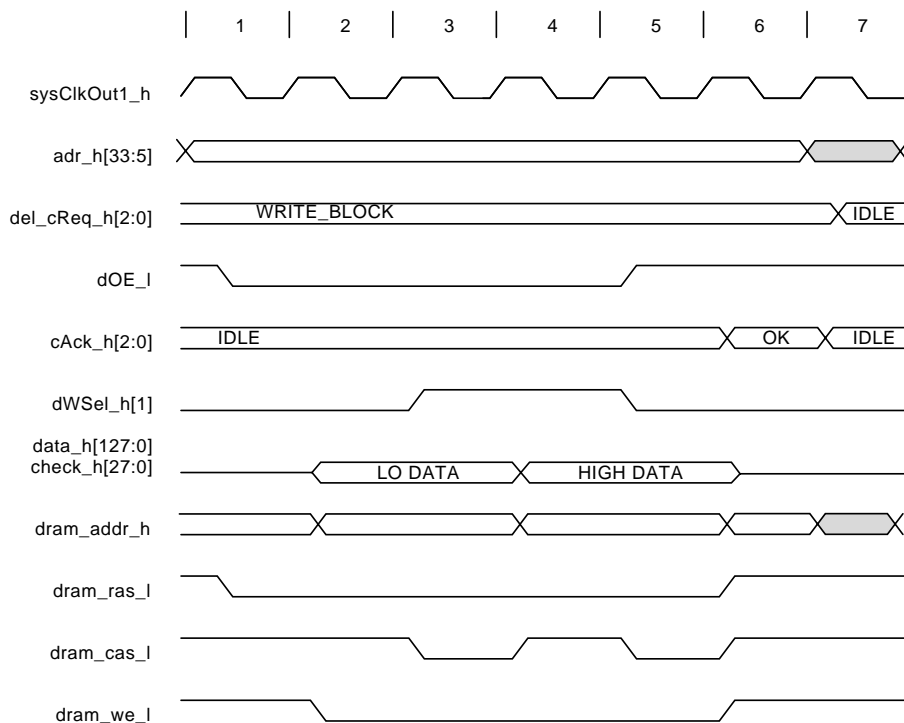 1 2 3 4 5 6 7
sysClkOut1_h
adr_h[33:5]
del_cReq_h[2:0] WRITE_BLOCK IDLE
dOE_l
cAck_h[2:0] IDLE OK IDLE
dWSel_h[1]
data_h[127:0]
check_h[27:0] LO DATA HIGH DATA
dram_addr_h
dram_ras_l
dram_cas_l
dram_we_l